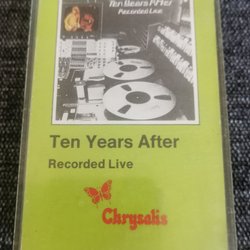 Ten Years After
Recorded Live
Ten Years After
Recorded Live
Chrysalis